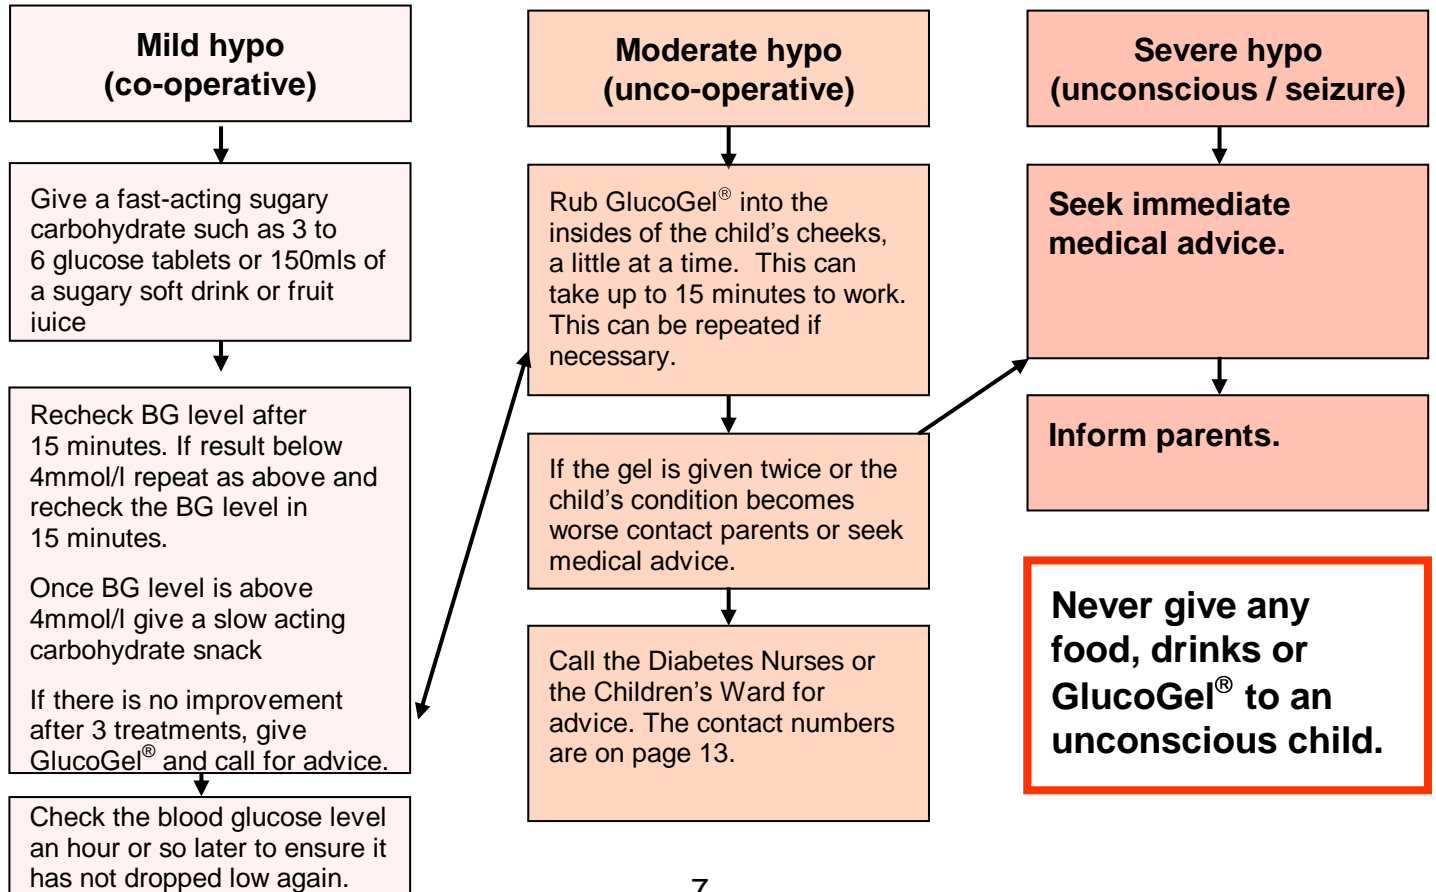 Mild hypo
(co-operative)
Give a fast-acting sugary
carbohydrate such as 3 to
6 glucose tablets or 150mls of
a sugary soft drink or fruit
juice
Recheck BG level after
15 minutes. If result below
4mmol/l repeat as above and
recheck the BG level in
15 minutes.
Once BG level is above
4mmol/l give a slow acting
carbohydrate snack
If there is no improvement
after 3 treatments, give
GlucoGel® and call for advice.
Check the blood glucose level
an hour or so later to ensure it
has not dropped low again.
Moderate hypo
(unco-operative)
Rub GlucoGel® into the
insides of the child's cheeks,
a little at a time. This can
take up to 15 minutes to work.
This can be repeated if
necessary.
If the gel is given twice or the
child's condition becomes
worse contact parents or seek
medical advice.
Call the Diabetes Nurses or
the Children's Ward for
advice. The contact numbers
are on page 13.
Severe hypo
(unconscious / seizure)
Seek immediate
medical advice.
Inform parents.
Never give any
food, drinks or
GlucoGel® to an
unconscious child.
7